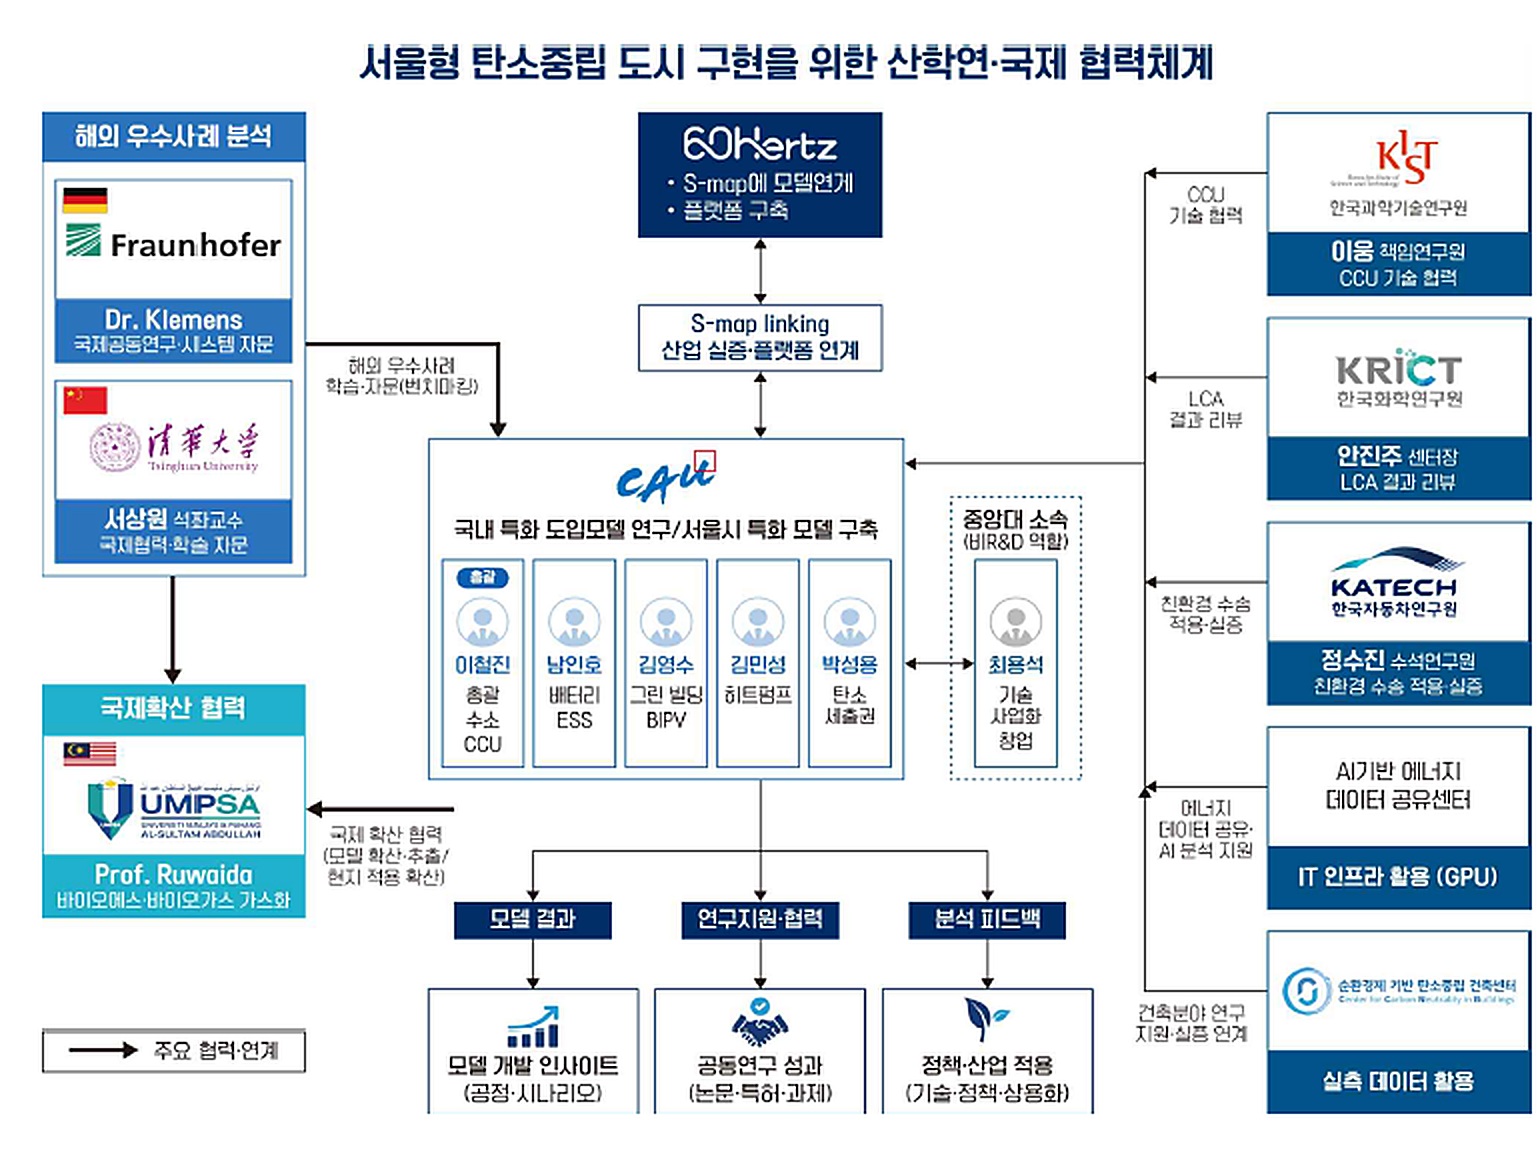 서울형 탄소중립 도시 구현을 위한 산학연·국제 협력체계
해외 우수사례 분석
Fraunhofer
Dr. Klemens
국제공동연구·시스템 자문
清華大学
Tsinghua University
서상원 석좌교수
국제협력·학술 자문
해외 우수사례
학습·자문(벤치마킹)
국제확산 협력
UMPSA
AL-SULTAN ABDULLAH
Prof. Ruwaida
바이오매스·바이오가스 가스화
국제 확산 협력
(모델 확산·추출/
현지 적용 확산)
주요 협력·연계
60Hertz
• S-map에 모델연계
• 플랫폼 구축
S-map linking
산업 실증·플랫폼 연계
CAU
국내 특화 도입모델 연구/서울시 특화 모델 구축
총괄
이철진
총괄
수소
CCU
남인호
배터리
ESS
김영수
그린 빌딩
BIPV
김민성
히트펌프
박성용
탄소
세출권
중앙대 소속
(비R&D 역할)
최용석
기술
사업화
창업
모델 결과
연구지원·협력
분석 피드백
모델 개발 인사이트
(공정·시나리오)
공동연구 성과
(논문·특허·과제)
정책·산업 적용
(기술·정책·상용화)
CCU
기술 협력
KIST
한국과학기술연구원
이웅 책임연구원
CCU 기술 협력
LCA
결과 리뷰
KRICT
한국화학연구원
안진주 센터장
LCA 결과 리뷰
친환경 수송
적용·실증
KATECH
한국자동차연구원
정수진 수석연구원
친환경 수송 적용·실증
에너지
데이터 공유·
AI 분석 지원
AI기반 에너지
데이터 공유센터
IT 인프라 활용 (GPU)
건축분야 연구
지원·실증 연계
순환경제 기반 탄소중립 건축센터
Center for Carbon Neutrality in Buildings
실측 데이터 활용